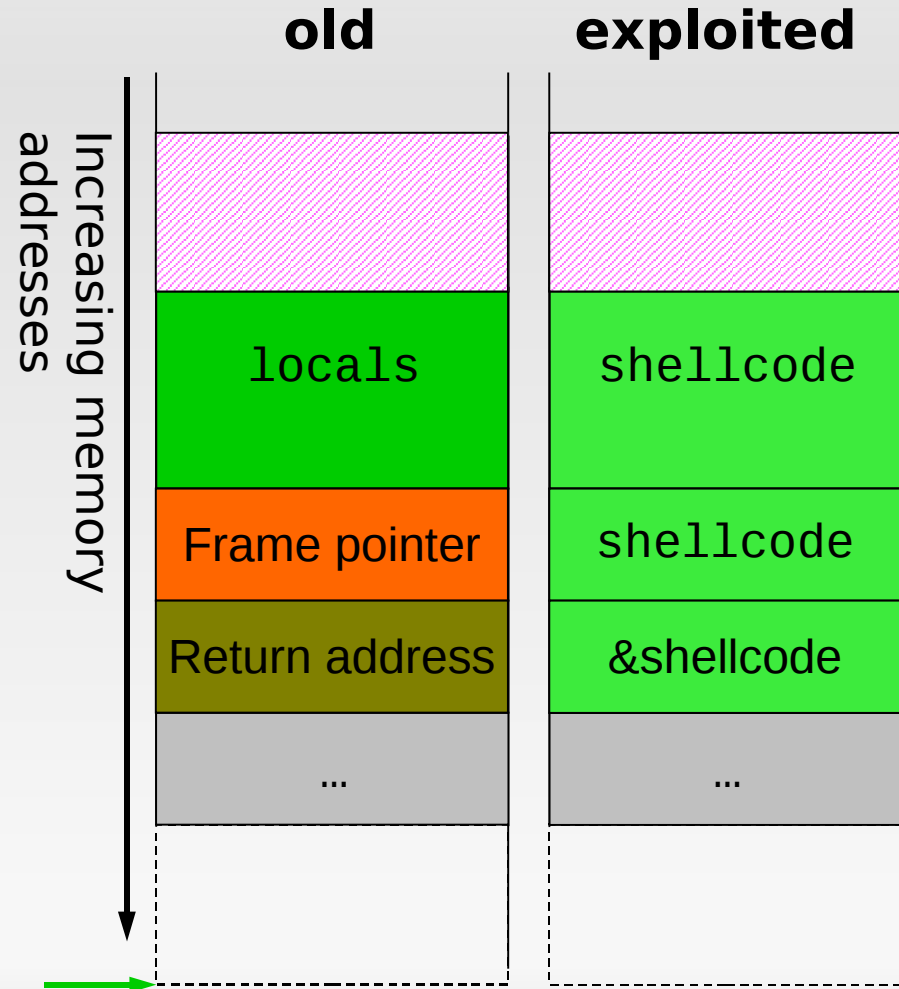 old
exploited
Increasing memory
addresses
locals
shellcode
Frame pointer
shellcode
Return address
&shellcode
...
...